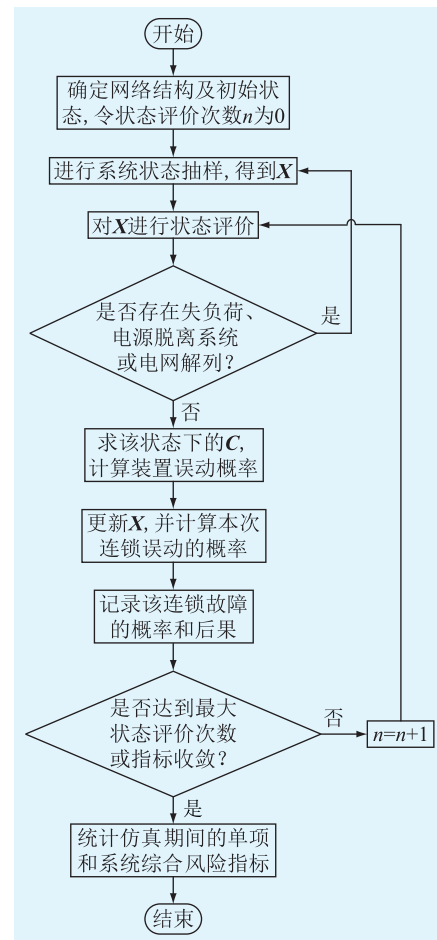 开始
确定网络结构及初始状
态,令状态评价次数n为0
进行系统状态抽样,得到X
对X进行状态评价
是否存在失负荷、
电源脱离系统
或电网解列?
是
否
求该状态下的C,
计算装置误动概率
更新X,并计算本次
连锁误动的概率
记录该连锁故障
的概率和后果
是否达到最大
状态评价次数
或指标收敛?
否
n=n+1
是
统计仿真期间的单项
和系统综合风险指标
结束